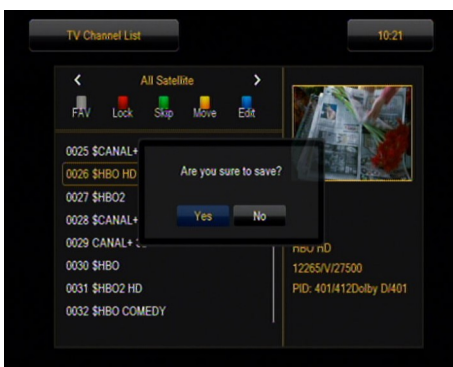 TV Channel List
10:21
All Satellite
FAV Lock Skip Move Edit
0025 $CANAL+
0026 $HBO HD
0027 $HBO2
0028 $CANAL+
0029 CANAL+
0030 $HBO
0031 $HBO2 HD
0032 $HBO COMEDY
Are you sure to save?
Yes No
HBO HD
12265/V/27500
PID: 401/412Dolby D/401